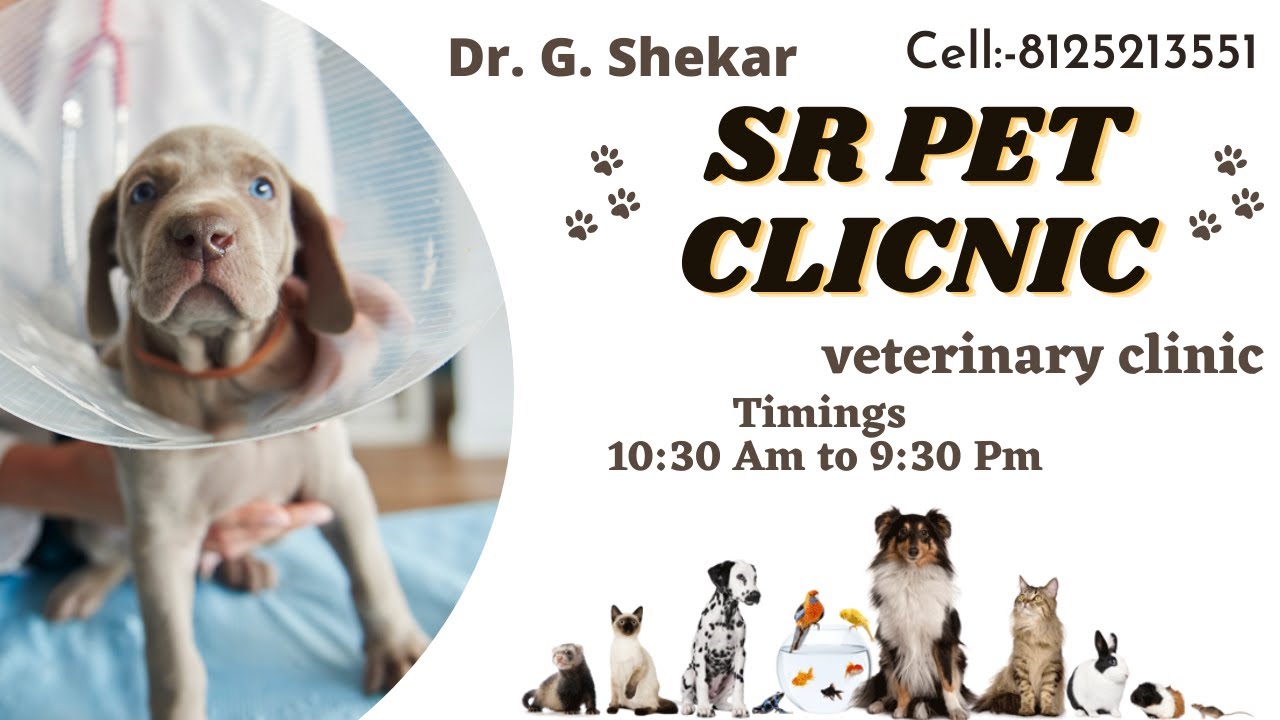 Dr. G. Shekar
Cell:-8125213551
SR PET
CLICNIC
veterinary clinic
Timings
10:30 Am to 9:30 Pm